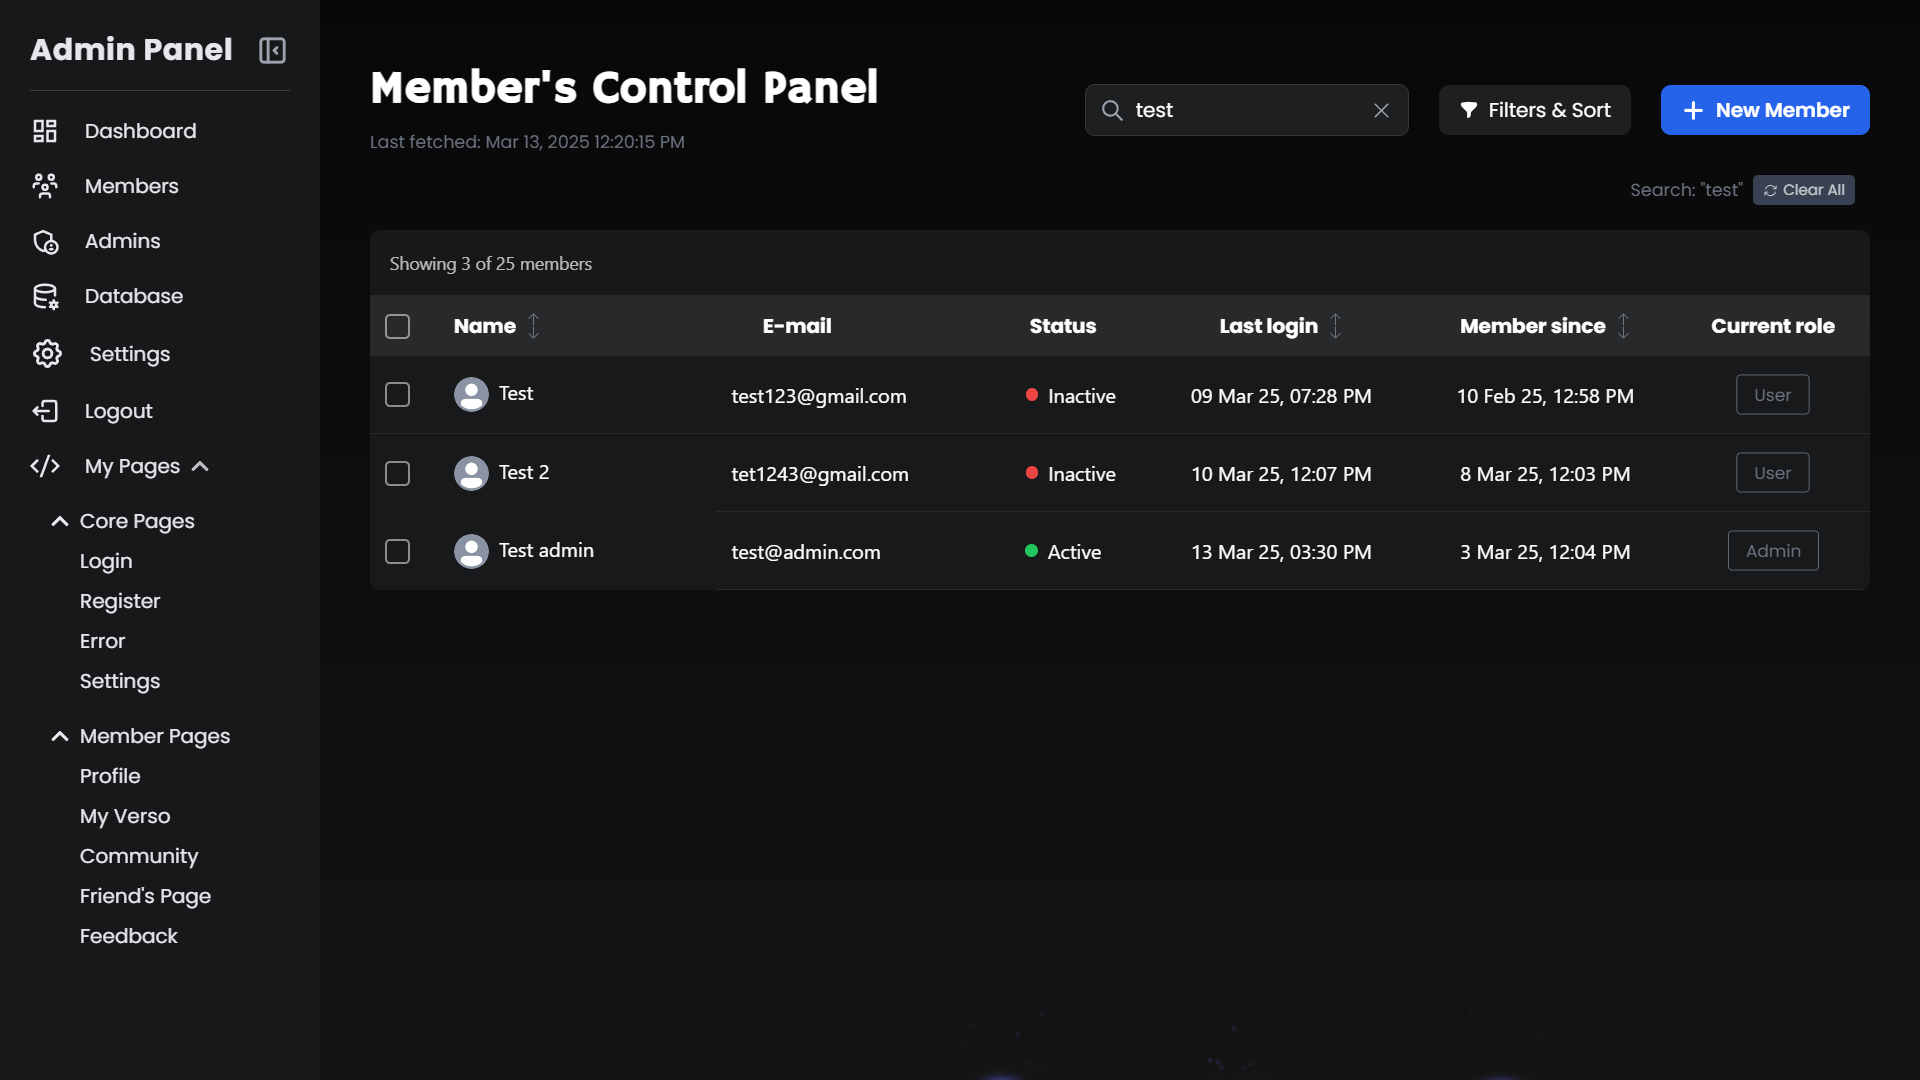 Admin Panel
Dashboard
Members
Admins
Database
Settings
Logout
My Pages
Core Pages
Login
Register
Error
Settings
Member Pages
Profile
My Verso
Community
Friend's Page
Feedback
Member's Control Panel
Last fetched: Mar 13, 2025 12:20:15 PM
test
Filters & Sort
New Member
Search: "test" Clear All
Showing 3 of 25 members
Name E-mail Status Last login Member since Current role
Test test123@gmail.com Inactive 09 Mar 25, 07:28 PM 10 Feb 25, 12:58 PM User
Test 2 tet1243@gmail.com Inactive 10 Mar 25, 12:07 PM 8 Mar 25, 12:03 PM User
Test admin test@admin.com Active 13 Mar 25, 03:30 PM 3 Mar 25, 12:04 PM Admin